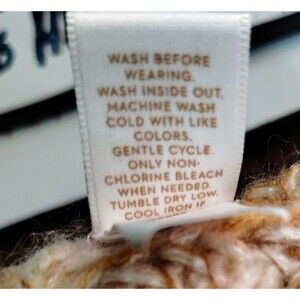 WASH BEFORE
WEARING.
WASH INSIDE OUT.
MACHINE WASH
COLD WITH LIKE
COLORS.
GENTLE CYCLE.
ONLY NON-
CHLORINE BLEACH
WHEN NEEDED.
TUMBLE DRY LOW.
COOL IRON IF